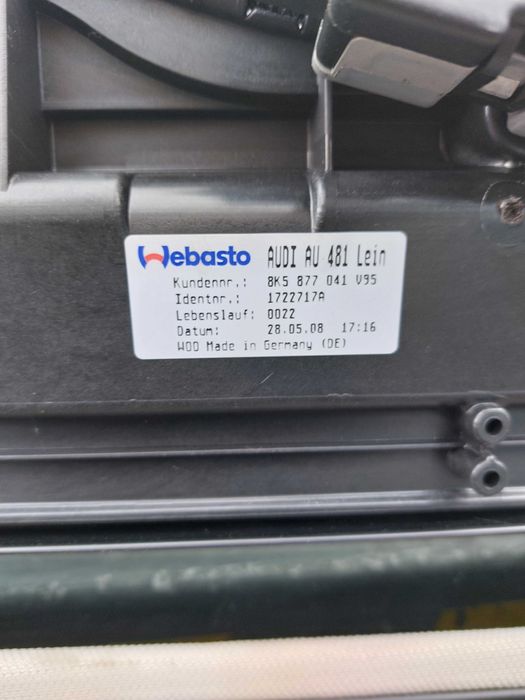 Webasto AUDI AU 481 Lein
Kundennr.: 8K5 877 041 V95
Identnr.: 1722717A
Lebenslauf: 0022
Datum: 28.05.08 17:16
WOO Made in Germany (DE)